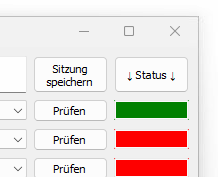 Sitzung
speichern
↓ Status ↓
Prüfen
Prüfen
Prüfen